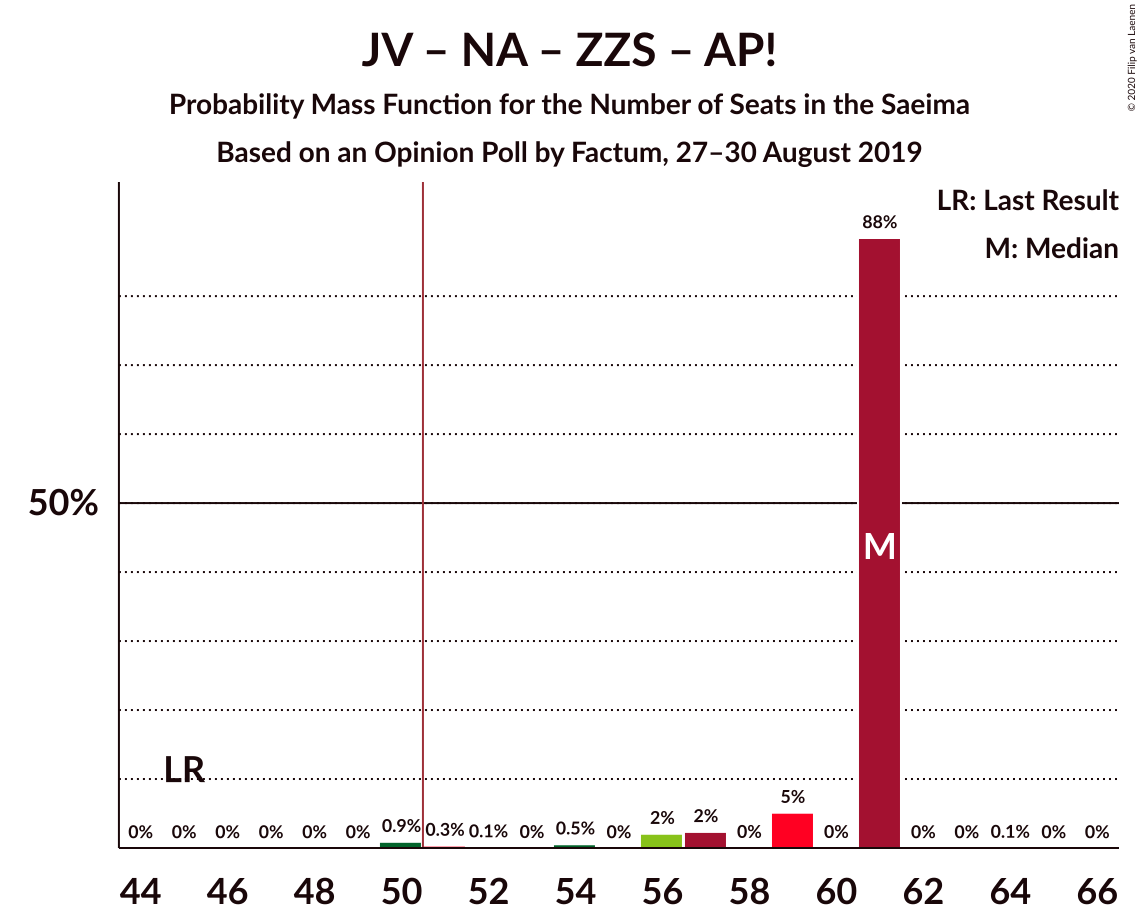 JV – NA – ZZS – AP!
Probability Mass Function for the Number of Seats in the Saeima
Based on an Opinion Poll by Factum, 27–30 August 2019
© 2020 Filip van Laenen
LR: Last Result
M: Median
88%
50%
M
LR
0% 0% 0% 0% 0% 0% 0.9% 0.3% 0.1% 0% 0.5% 0% 2% 2% 0% 5% 0% 0% 0% 0.1% 0% 0%
44 46 48 50 52 54 56 58 60 62 64 66